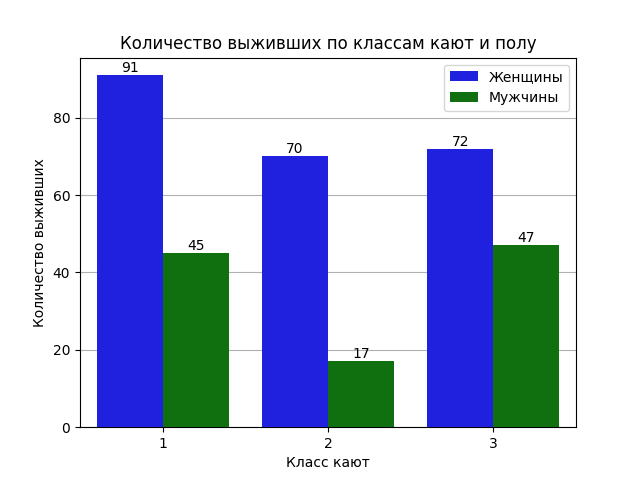 Количество выживших по классам кают и полу
Женщины
Мужчины
91
45
70
17
72
47
80
60
40
20
0
Количество выживших
1
2
3
Класс кают